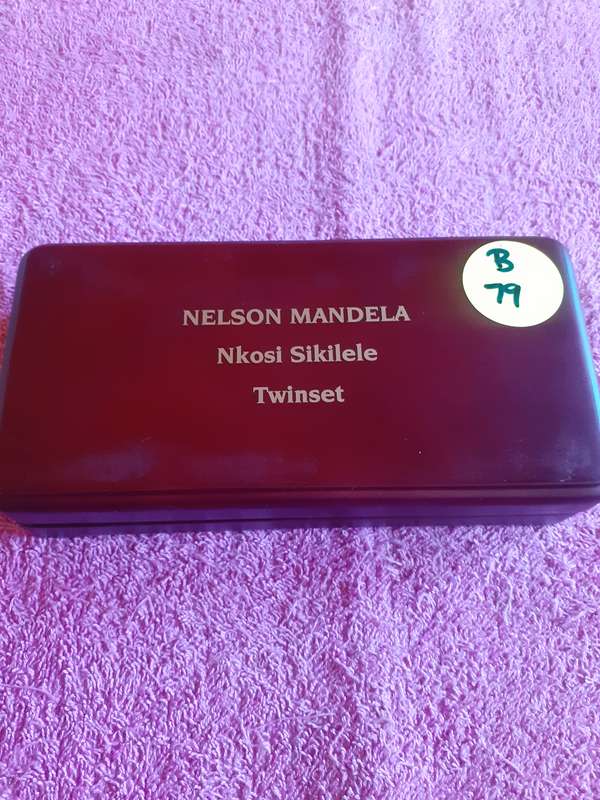 NELSON MANDELA
Nkosi Sikilele
Twinset
B
79